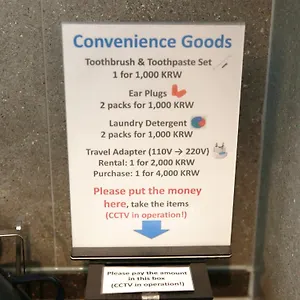 Convenience Goods
Toothbrush & Toothpaste Set
1 for 1,000 KRW
Ear Plugs
2 packs for 1,000 KRW
Laundry Detergent
2 packs for 1,000 KRW
Travel Adapter (110V → 220V)
Rental: 1 for 2,000 KRW
Purchase: 1 for 4,000 KRW
Please put the money
here, take the items
(CCTV in operation!)
Please pay the amount
in this box
(CCTV in operation!)